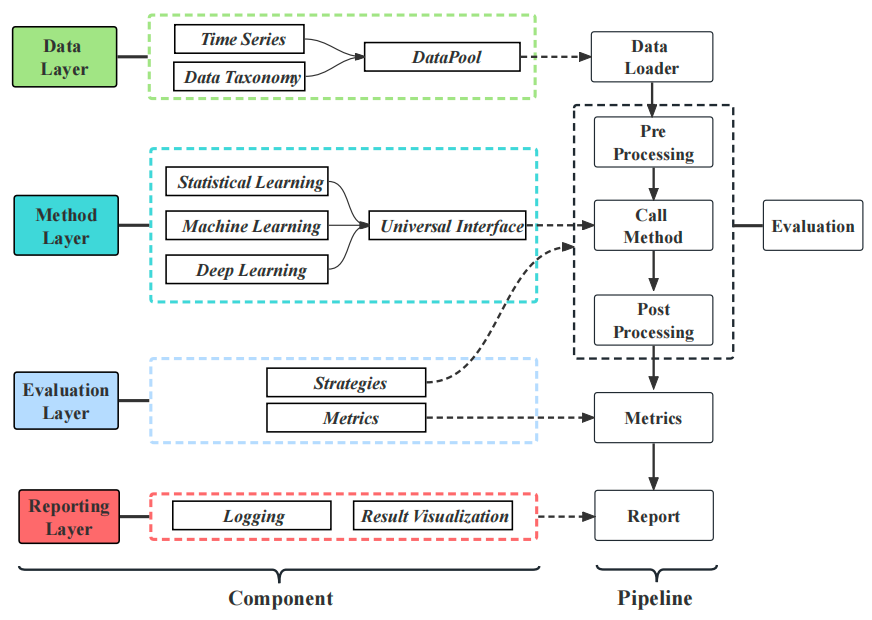 Data
Layer
Time Series
Data Taxonomy
DataPool
Data
Loader
Pre
Processing
Method
Layer
Statistical Learning
Machine Learning
Deep Learning
Universal Interface
Call
Method
Evaluation
Post
Processing
Evaluation
Layer
Strategies
Metrics
Metrics
Reporting
Layer
Logging
Result Visualization
Report
Component
Pipeline